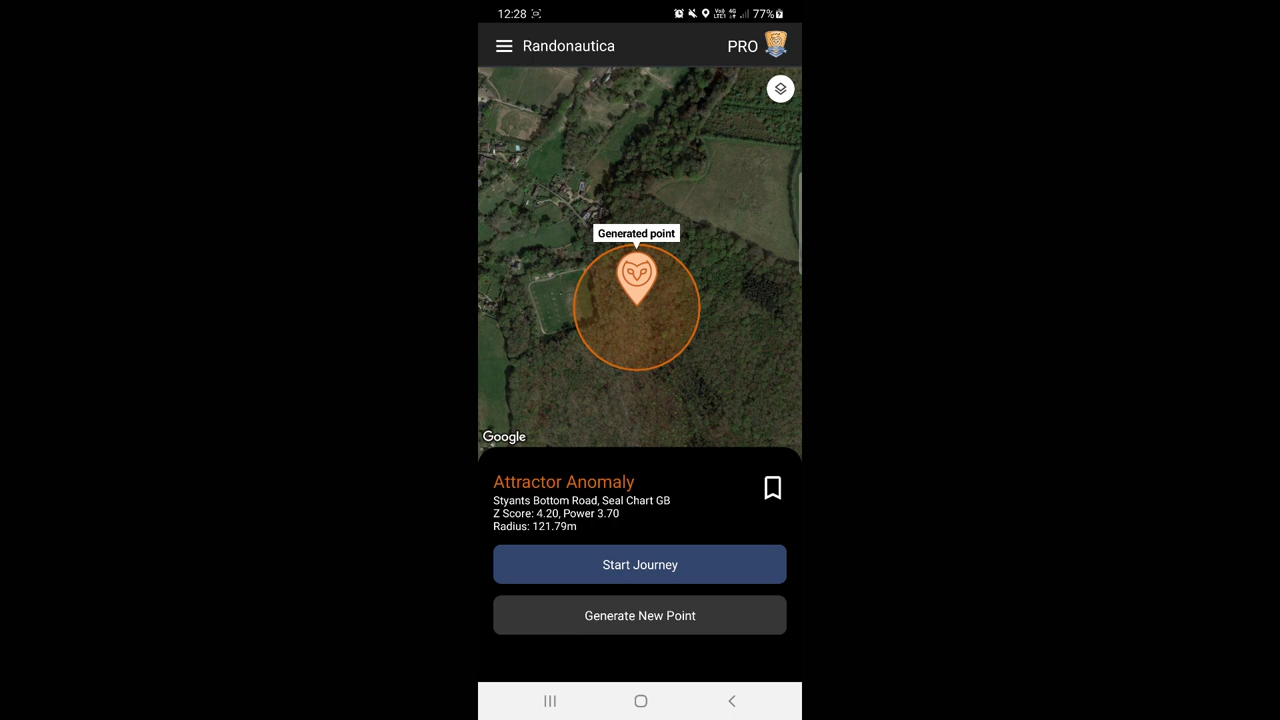 12:28
77%
Randonautica
PRO
Generated point
Google
Attractor Anomaly
Styants Bottom Road, Seal Chart GB
Z Score: 4.20, Power 3.70
Radius: 121.79m
Start Journey
Generate New Point